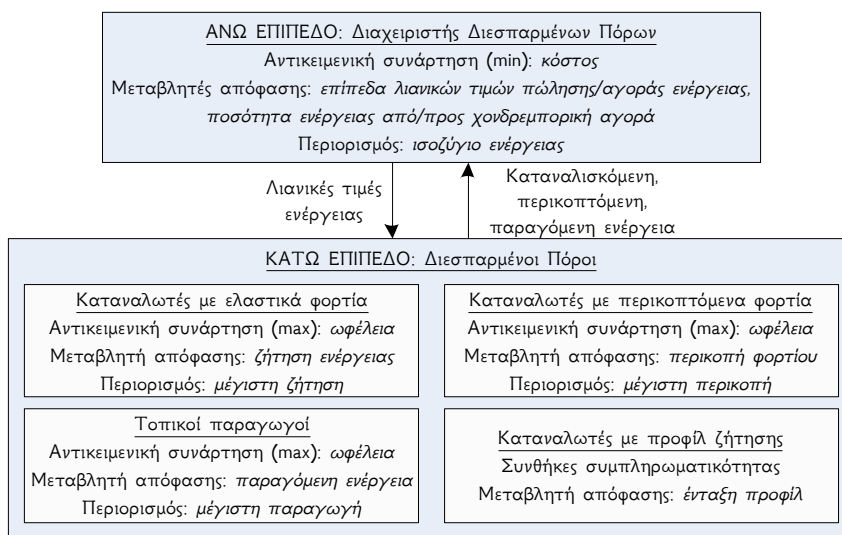 ΑΝΩ ΕΠΙΠΕΔΟ: Διαχειριστής Διεσπαρμένων Πόρων
Αντικειμενική συνάρτηση (min): κόστος
Μεταβλητές απόφασης: επίπεδα λιανικών τιμών πώλησης/αγοράς ενέργειας,
ποσότητα ενέργειας από/προς χονδρεμπορική αγορά
Περιορισμός: ισοζύγιο ενέργειας
Λιανικές τιμές
ενέργειας
Καταναλισκόμενη,
περικοπτόμενη,
παραγόμενη ενέργεια
ΚΑΤΩ ΕΠΙΠΕΔΟ: Διεσπαρμένοι Πόροι
Καταναλωτές με ελαστικά φορτία
Αντικειμενική συνάρτηση (max): ωφέλεια
Μεταβλητή απόφασης: ζήτηση ενέργειας
Περιορισμός: μέγιστη ζήτηση
Καταναλωτές με περικοπτόμενα φορτία
Αντικειμενική συνάρτηση (max): ωφέλεια
Μεταβλητή απόφασης: περικοπή φορτίου
Περιορισμός: μέγιστη περικοπή
Τοπικοί παραγωγοί
Αντικειμενική συνάρτηση (max): ωφέλεια
Μεταβλητή απόφασης: παραγόμενη ενέργεια
Περιορισμός: μέγιστη παραγωγή
Καταναλωτές με προφίλ ζήτησης
Συνθήκες συμπληρωματικότητας
Μεταβλητή απόφασης: ένταξη προφίλ